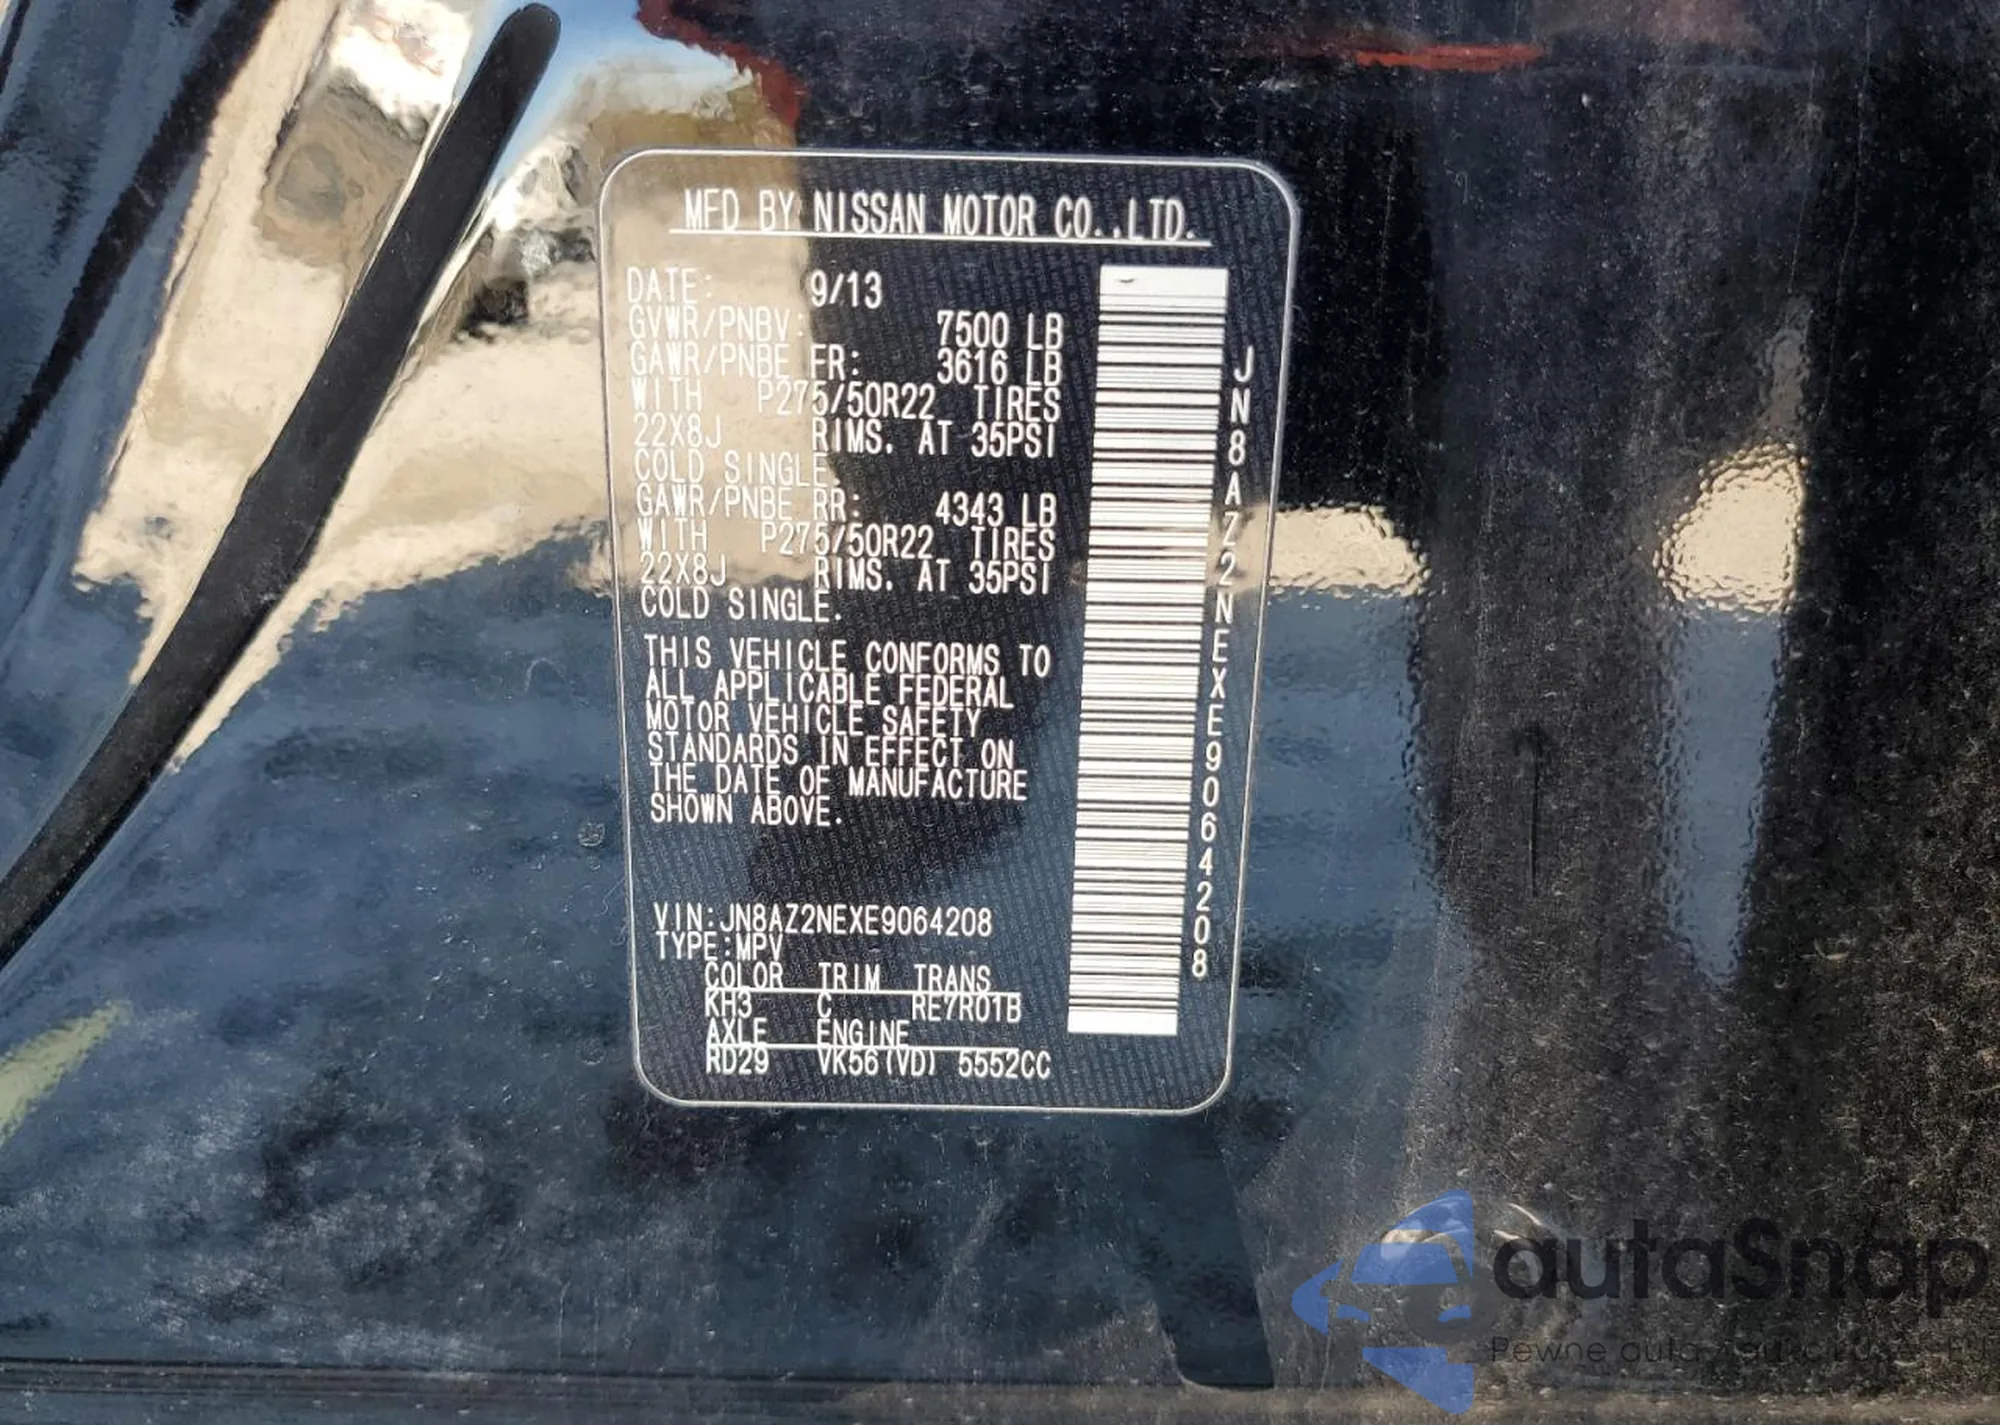 MFD BY NISSAN MOTOR CO.,LTD.
DATE: 9/13
GVWR/PNBV: 7500 LB
GAWR/PNBE FR: 3616 LB
WITH P275/50R22 TIRES
22X8J RIMS. AT 35PSI
COLD SINGLE.
GAWR/PNBE RR: 4343 LB
WITH P275/50R22 TIRES
22X8J RIMS. AT 35PSI
COLD SINGLE.
THIS VEHICLE CONFORMS TO
ALL APPLICABLE FEDERAL
MOTOR VEHICLE SAFETY
STANDARDS IN EFFECT ON
THE DATE OF MANUFACTURE
SHOWN ABOVE.
VIN:JN8AZ2NEXE9064208
TYPE:MPV
COLOR TRIM TRANS
KH3 C RE7R01B
AXLE ENGINE
RD29 VK56(VD) 5552CC
JN8AZ2NEXE9064208
autaSnap
Pewne auta z